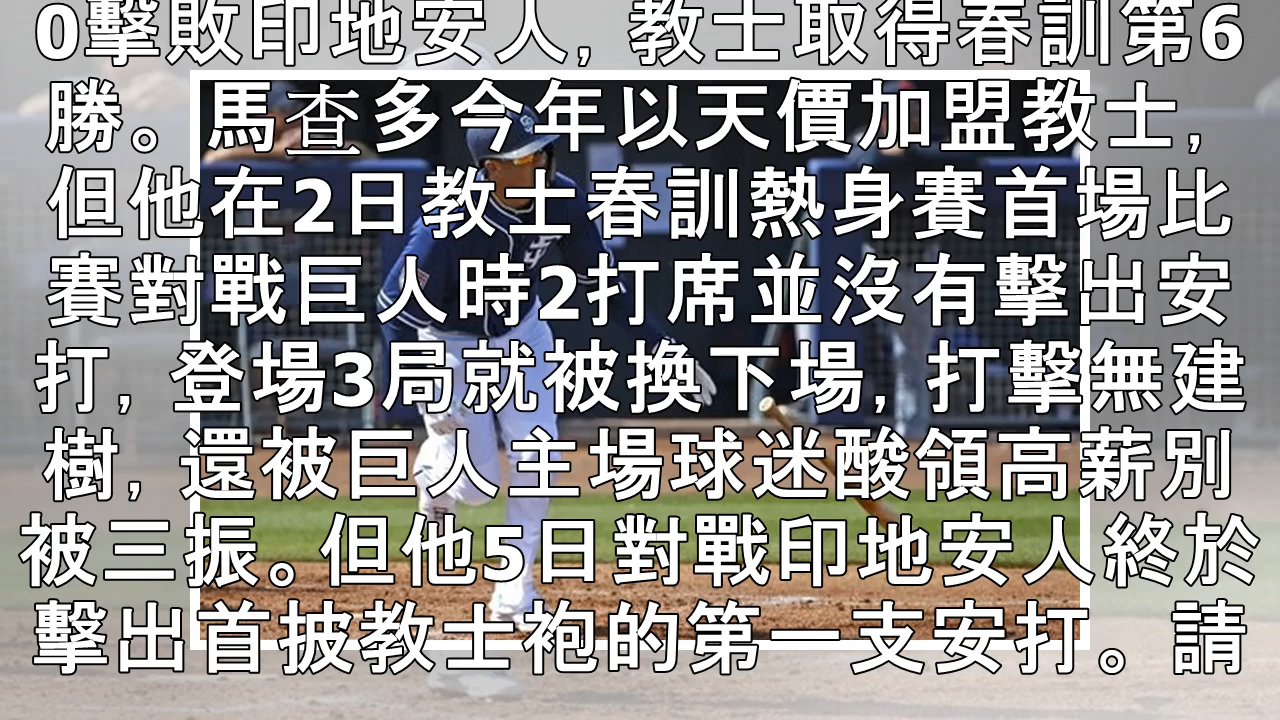 0擊敗印地安人, 教士取得春訓第6
勝。馬查多今年以天價加盟教士,
但他在2日教士春訓熱身賽首場比
賽對戰巨人時2打席並沒有擊出安
打, 登場3局就被換下場, 打擊無建
樹, 還被巨人主場球迷酸領高薪別
被三振。但他5日對戰印地安人終於
擊出首披教士袍的第一支安打。請